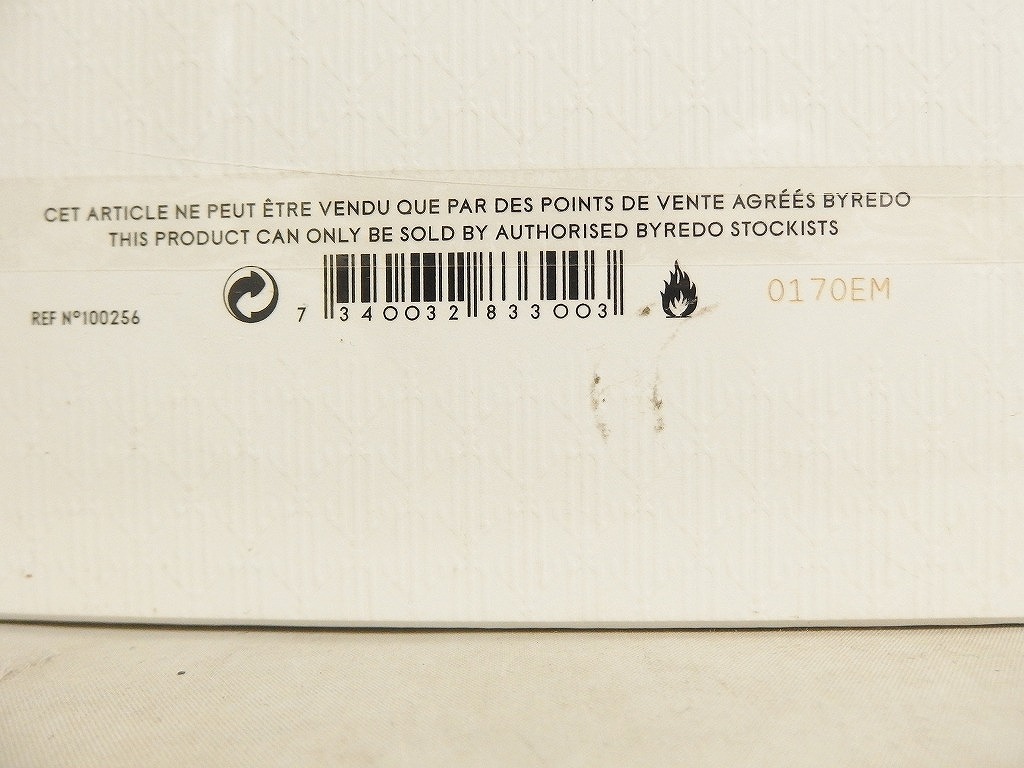 CET ARTICLE NE PEUT ÊTRE VENDU QUE PAR DES POINTS DE VENTE AGRÉÉS BYREDO
THIS PRODUCT CAN ONLY BE SOLD BY AUTHORISED BYREDO STOCKISTS
REF Nº100256
7 340032 833003
0170EM